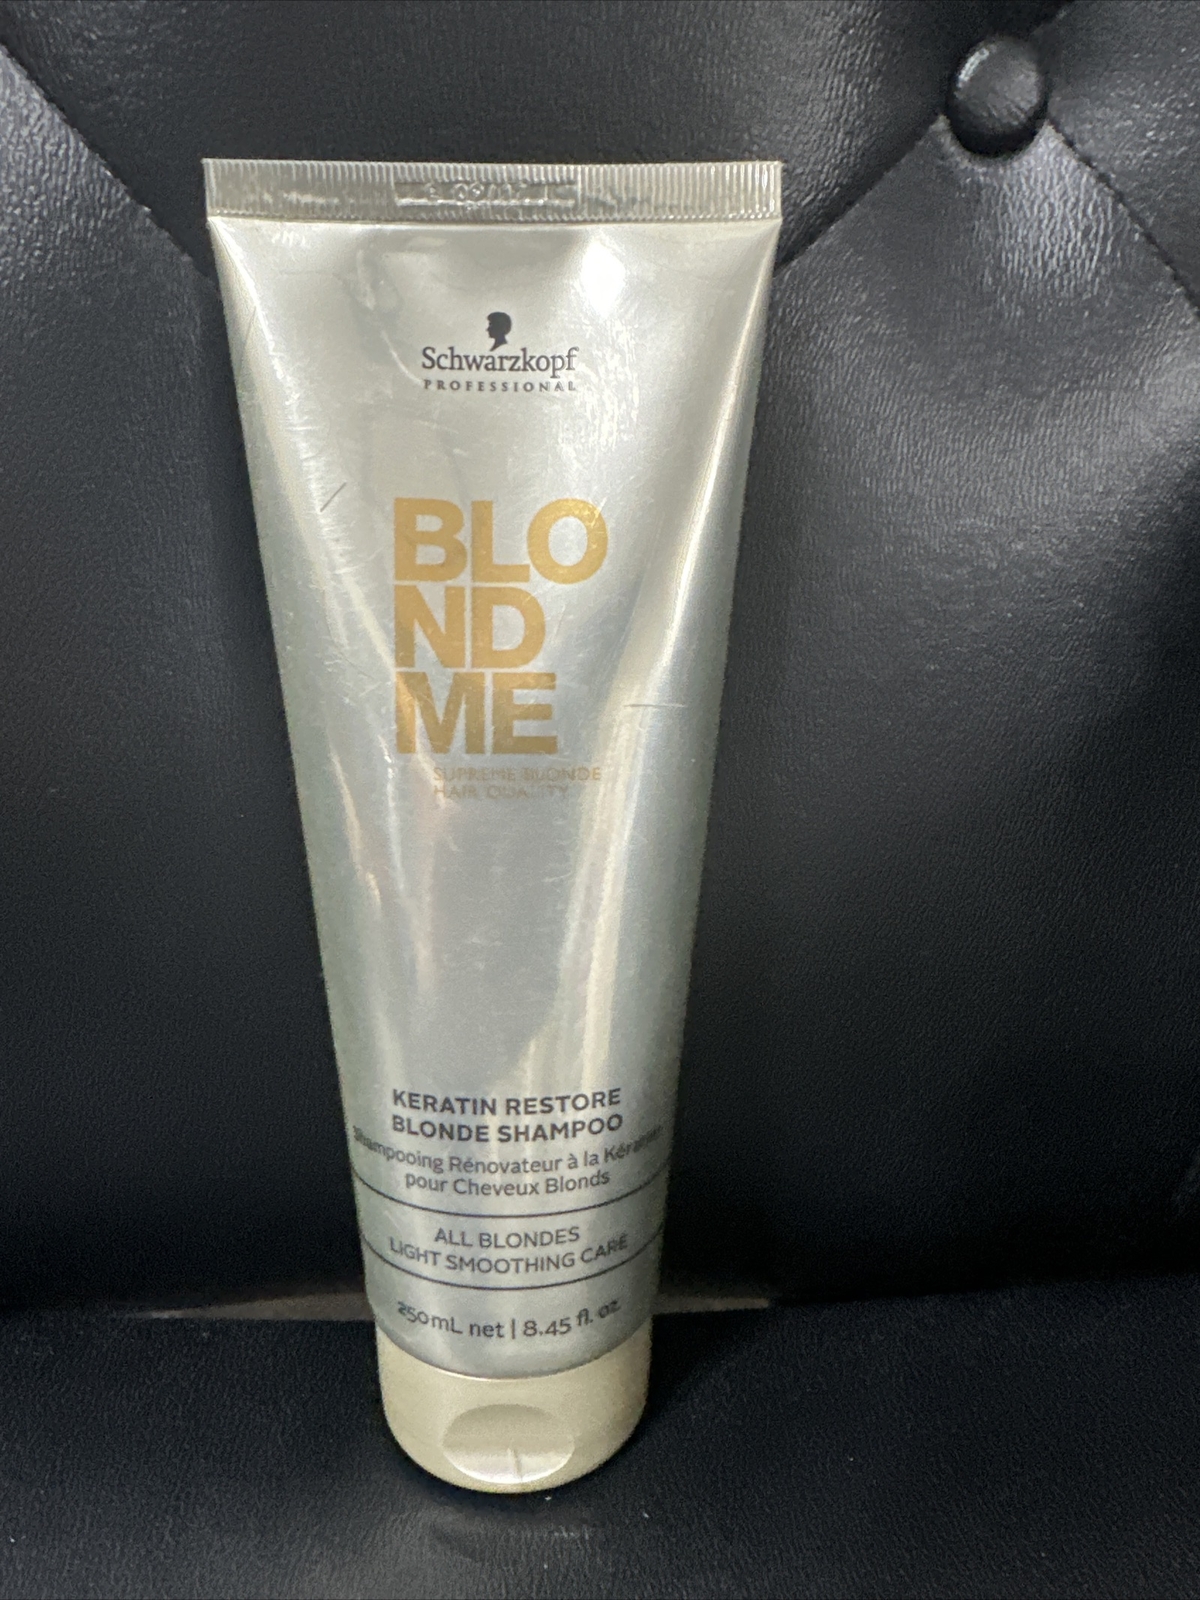 Schwarzkopf
PROFESSIONAL
BLO
ND
ME
SUPREME BLONDE
HAIR QUALITY
KERATIN RESTORE
BLONDE SHAMPOO
Shampooing Rénovateur à la
pour Cheveux Blonds
ALL BLONDES
LIGHT SMOOTHING CARE
250mL net | 8.45 fl. oz.